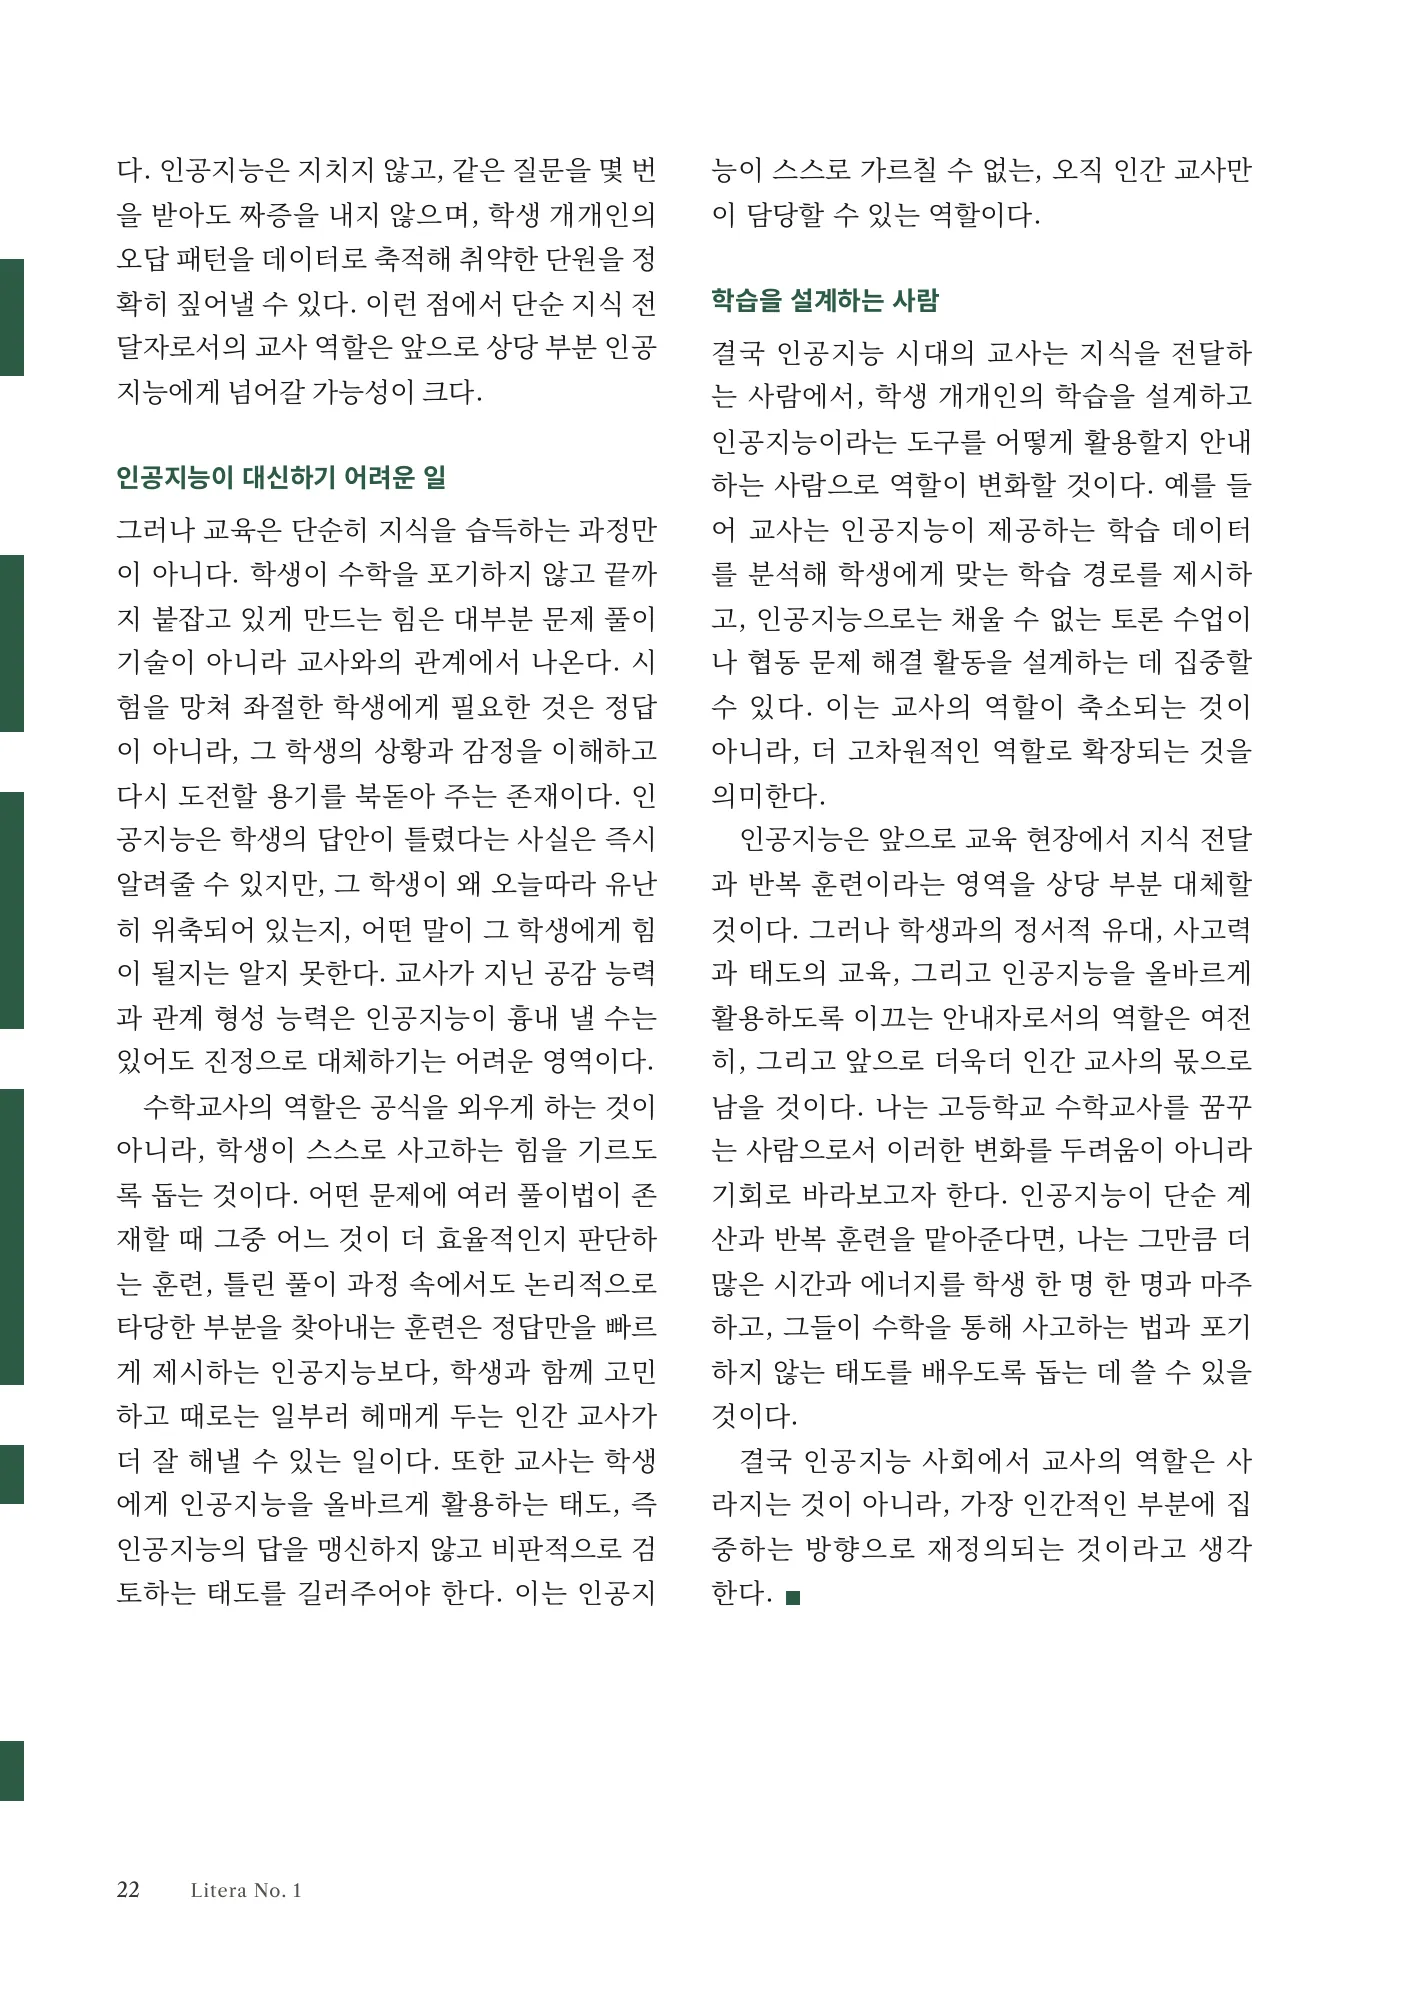 다. 인공지능은 지치지 않고, 같은 질문을 몇 번
을 받아도 짜증을 내지 않으며, 학생 개개인의
오답 패턴을 데이터로 축적해 취약한 단원을 정
확히 짚어낼 수 있다. 이런 점에서 단순 지식 전
달자로서의 교사 역할은 앞으로 상당 부분 인공
지능에게 넘어갈 가능성이 크다.
인공지능이 대신하기 어려운 일
그러나 교육은 단순히 지식을 습득하는 과정만
이 아니다. 학생이 수학을 포기하지 않고 끝까
지 붙잡고 있게 만드는 힘은 대부분 문제 풀이
기술이 아니라 교사와의 관계에서 나온다. 시
험을 망쳐 좌절한 학생에게 필요한 것은 정답
이 아니라, 그 학생의 상황과 감정을 이해하고
다시 도전할 용기를 북돋아 주는 존재이다. 인
공지능은 학생의 답안이 틀렸다는 사실은 즉시
알려줄 수 있지만, 그 학생이 왜 오늘따라 유난
히 위축되어 있는지, 어떤 말이 그 학생에게 힘
이 될지는 알지 못한다. 교사가 지닌 공감 능력
과 관계 형성 능력은 인공지능이 흉내 낼 수는
있어도 진정으로 대체하기는 어려운 영역이다.
수학교사의 역할은 공식을 외우게 하는 것이
아니라, 학생이 스스로 사고하는 힘을 기르도
록 돕는 것이다. 어떤 문제에 여러 풀이법이 존
재할 때 그중 어느 것이 더 효율적인지 판단하
는 훈련, 틀린 풀이 과정 속에서도 논리적으로
타당한 부분을 찾아내는 훈련은 정답만을 빠르
게 제시하는 인공지능보다, 학생과 함께 고민
하고 때로는 일부러 헤매게 두는 인간 교사가
더 잘 해낼 수 있는 일이다. 또한 교사는 학생
에게 인공지능을 올바르게 활용하는 태도, 즉
인공지능의 답을 맹신하지 않고 비판적으로 검
토하는 태도를 길러주어야 한다. 이는 인공지
능이 스스로 가르칠 수 없는, 오직 인간 교사만
이 담당할 수 있는 역할이다.
학습을 설계하는 사람
결국 인공지능 시대의 교사는 지식을 전달하
는 사람에서, 학생 개개인의 학습을 설계하고
인공지능이라는 도구를 어떻게 활용할지 안내
하는 사람으로 역할이 변화할 것이다. 예를 들
어 교사는 인공지능이 제공하는 학습 데이터
를 분석해 학생에게 맞는 학습 경로를 제시하
고, 인공지능으로는 채울 수 없는 토론 수업이
나 협동 문제 해결 활동을 설계하는 데 집중할
수 있다. 이는 교사의 역할이 축소되는 것이
아니라, 더 고차원적인 역할로 확장되는 것을
의미한다.
인공지능은 앞으로 교육 현장에서 지식 전달
과 반복 훈련이라는 영역을 상당 부분 대체할
것이다. 그러나 학생과의 정서적 유대, 사고력
과 태도의 교육, 그리고 인공지능을 올바르게
활용하도록 이끄는 안내자로서의 역할은 여전
히, 그리고 앞으로 더욱더 인간 교사의 몫으로
남을 것이다. 나는 고등학교 수학교사를 꿈꾸
는 사람으로서 이러한 변화를 두려움이 아니라
기회로 바라보고자 한다. 인공지능이 단순 계
산과 반복 훈련을 맡아준다면, 나는 그만큼 더
많은 시간과 에너지를 학생 한 명 한 명과 마주
하고, 그들이 수학을 통해 사고하는 법과 포기
하지 않는 태도를 배우도록 돕는 데 쓸 수 있을
것이다.
결국 인공지능 사회에서 교사의 역할은 사
라지는 것이 아니라, 가장 인간적인 부분에 집
중하는 방향으로 재정의되는 것이라고 생각
한다. ■
22 Litera No. 1